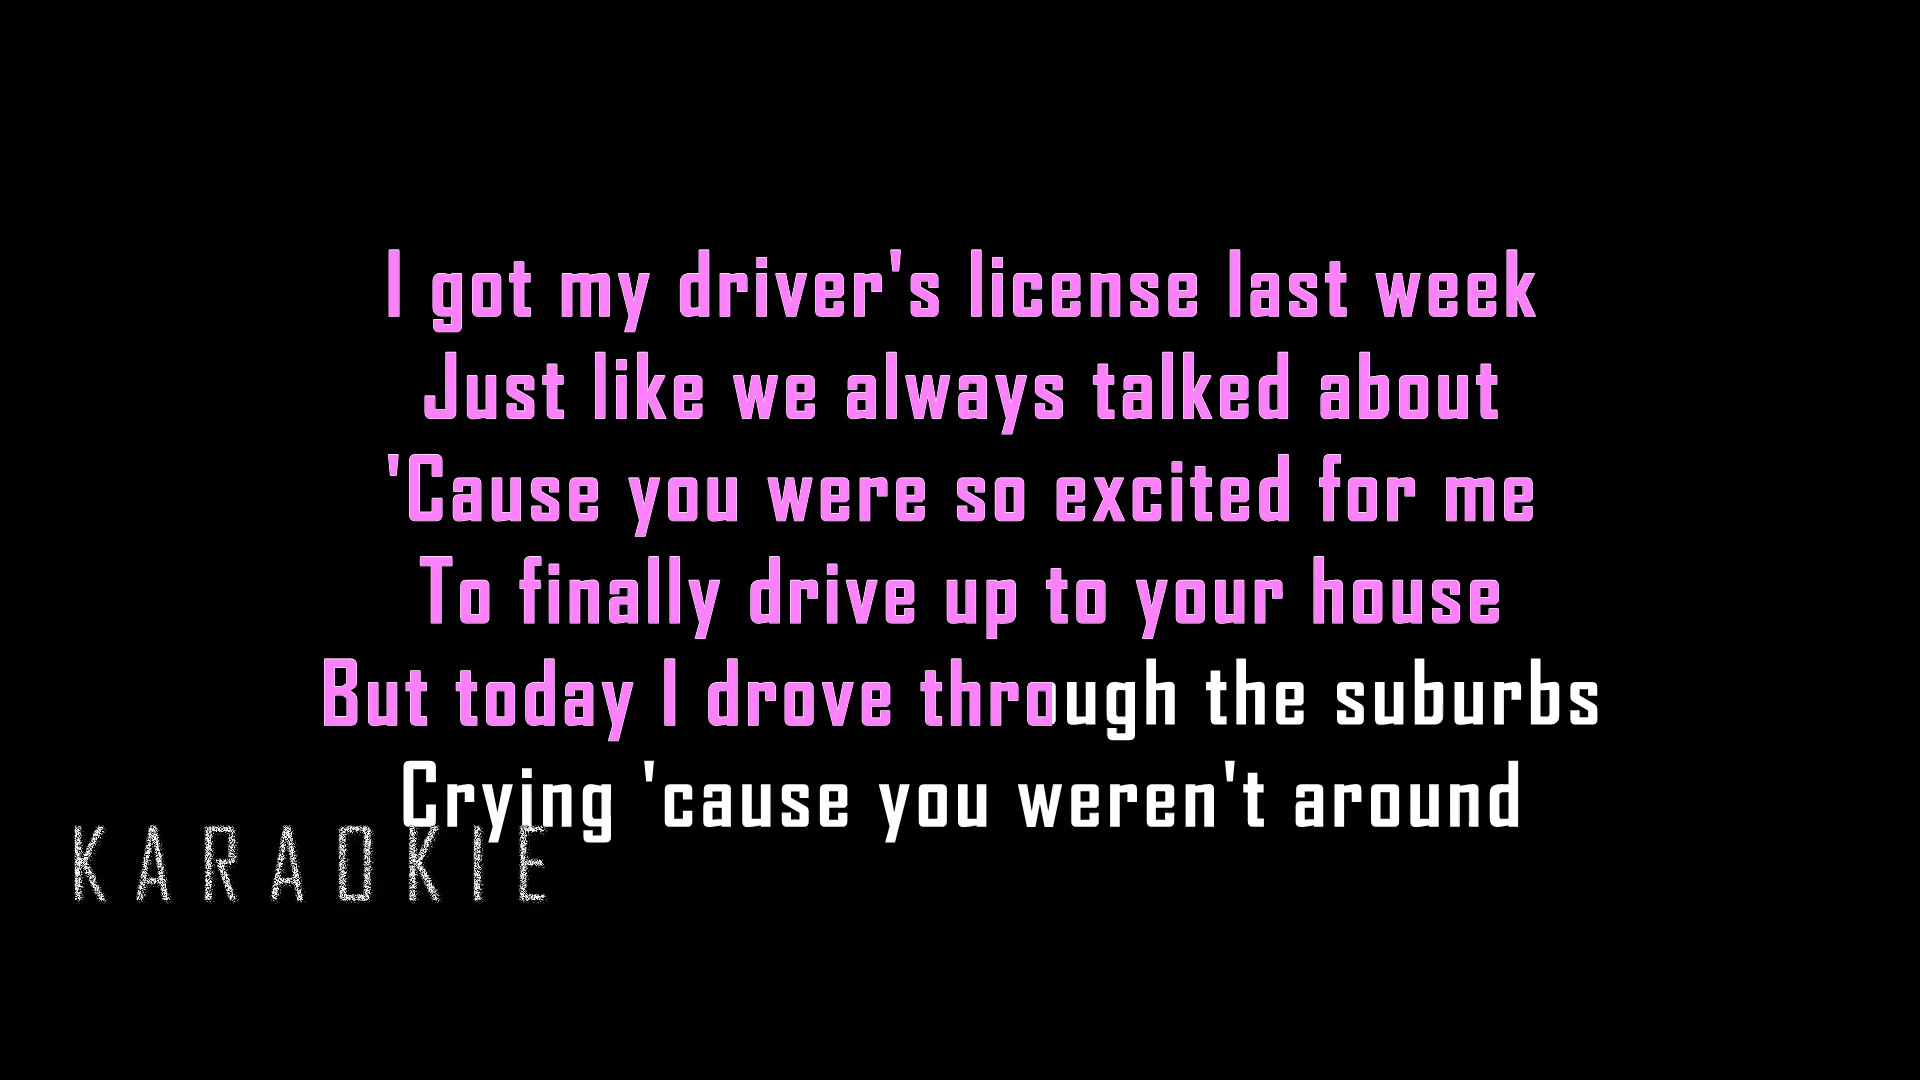 I got my driver's license last week
Just like we always talked about
'Cause you were so excited for me
To finally drive up to your house
But today I drove through the suburbs
Crying 'cause you weren't around
KARAOKIE